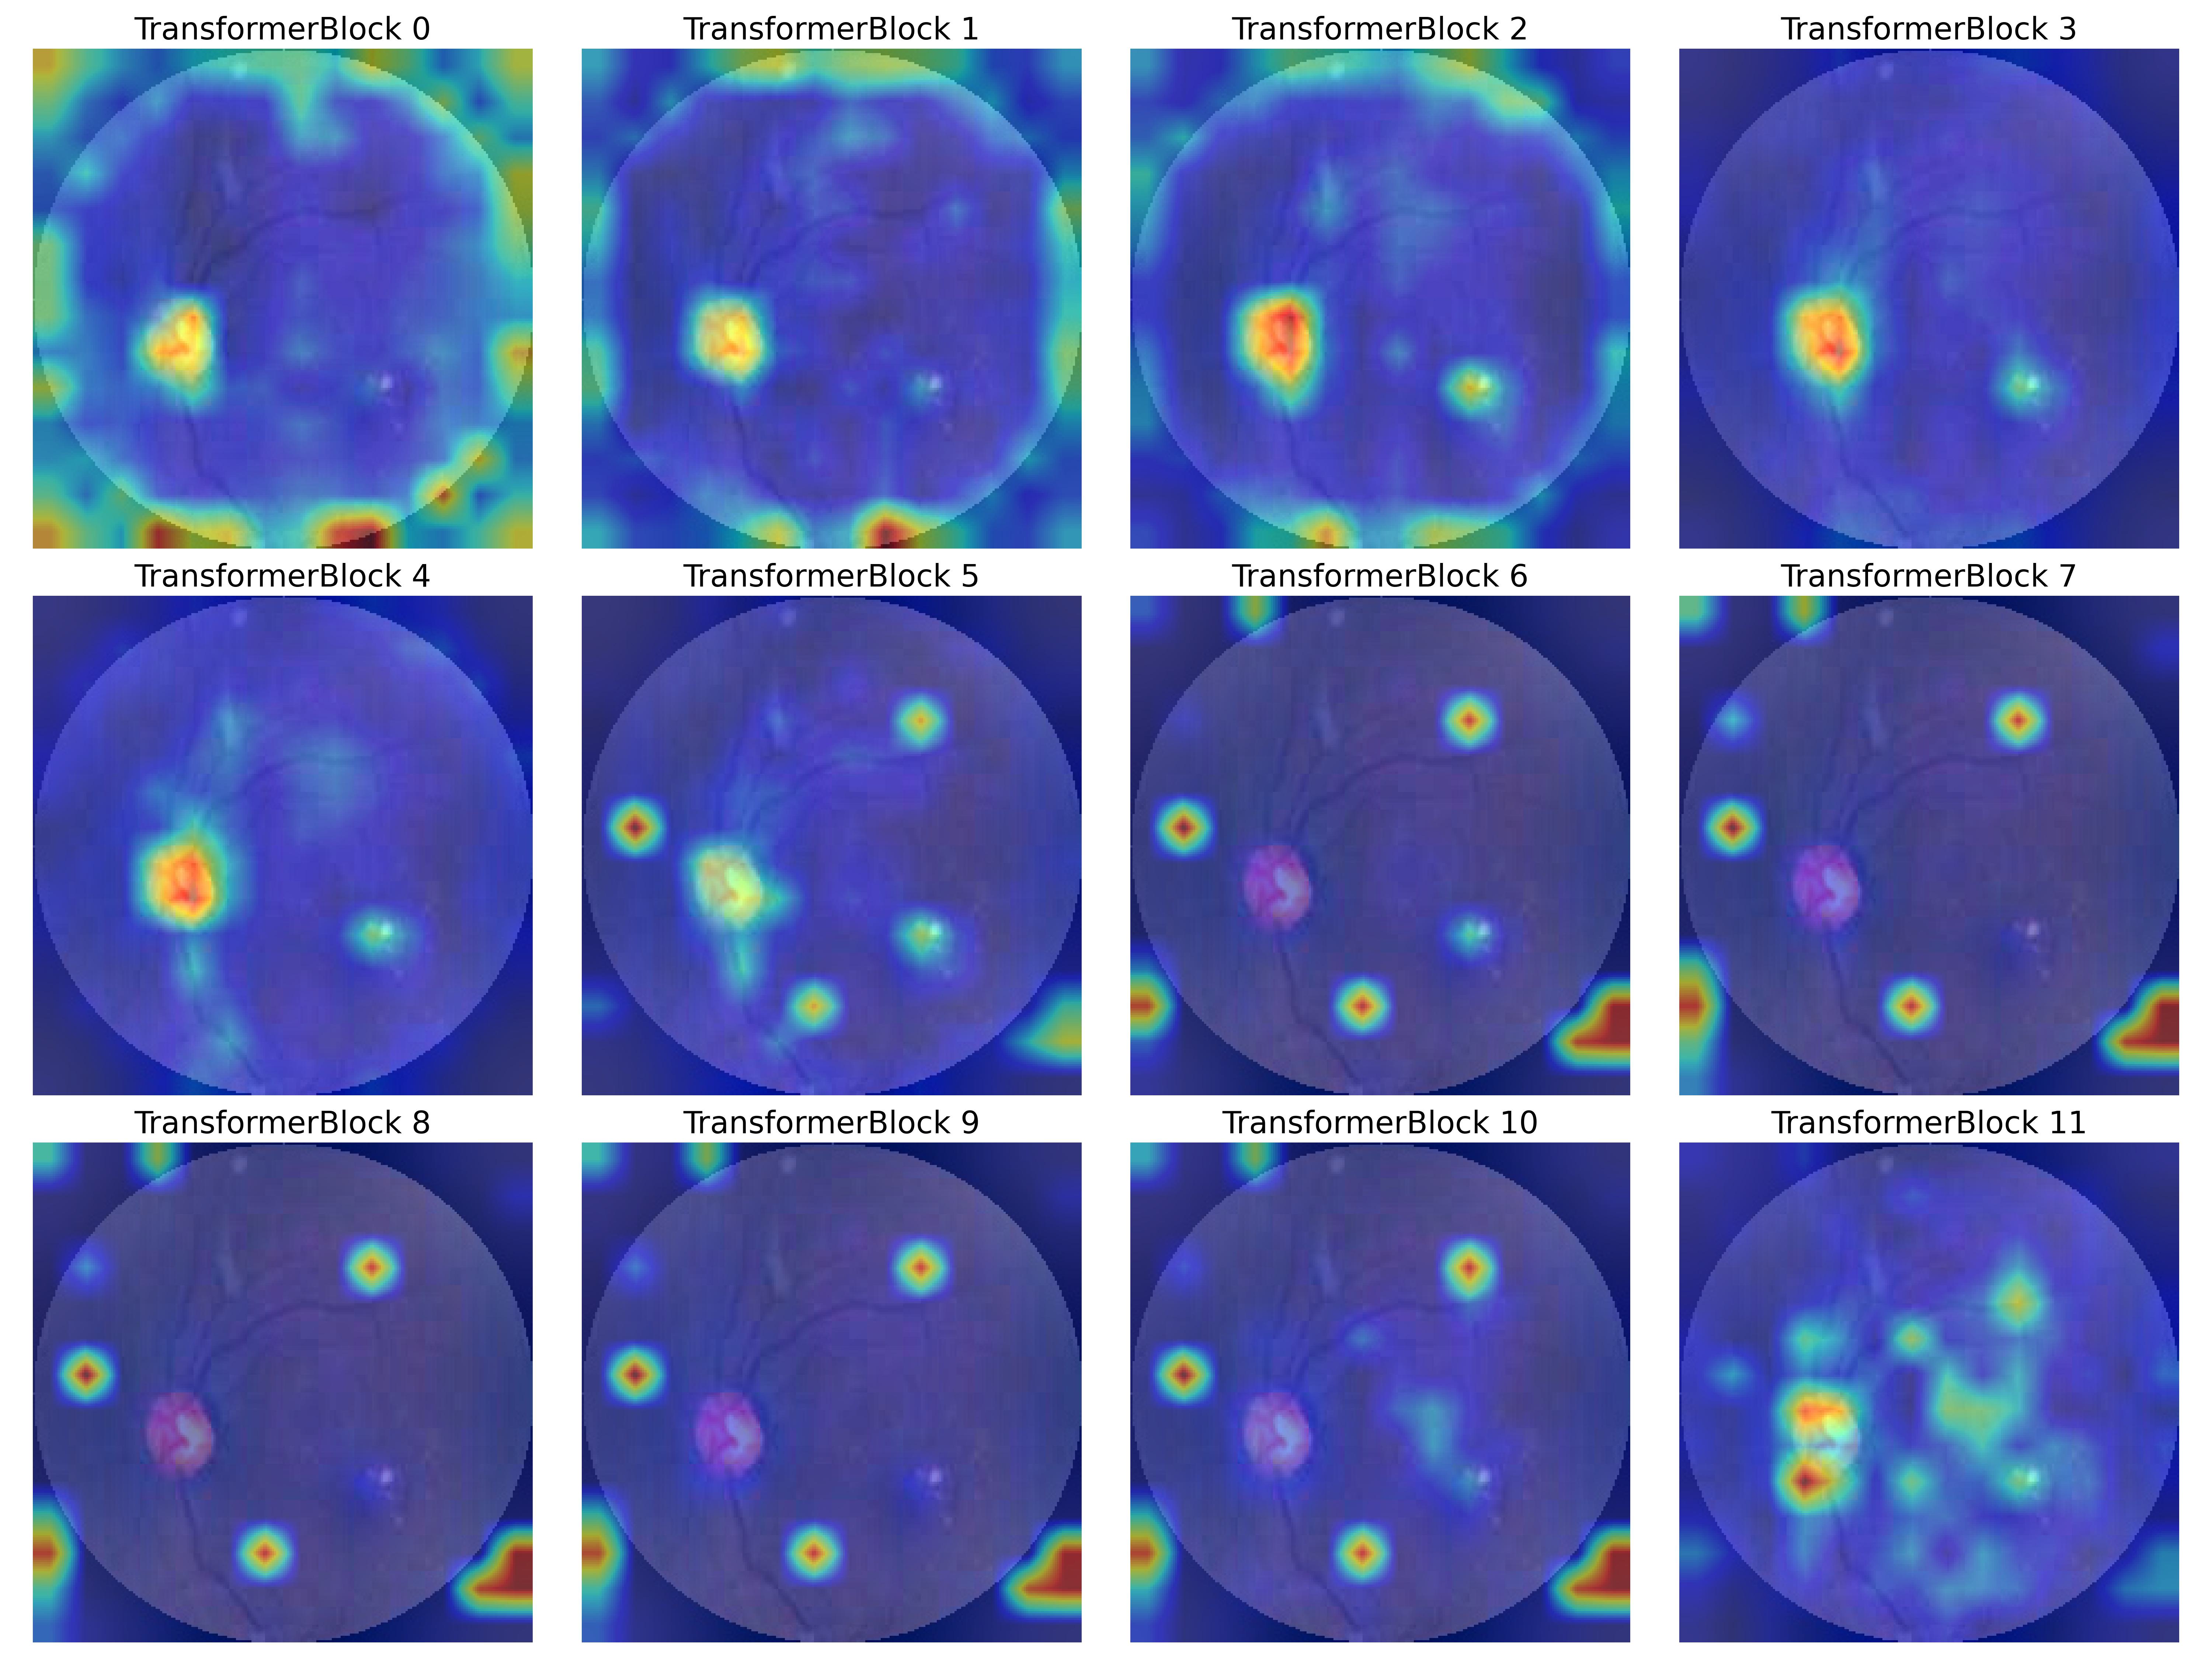 TransformerBlock 0
TransformerBlock 1
TransformerBlock 2
TransformerBlock 3
TransformerBlock 4
TransformerBlock 5
TransformerBlock 6
TransformerBlock 7
TransformerBlock 8
TransformerBlock 9
TransformerBlock 10
TransformerBlock 11